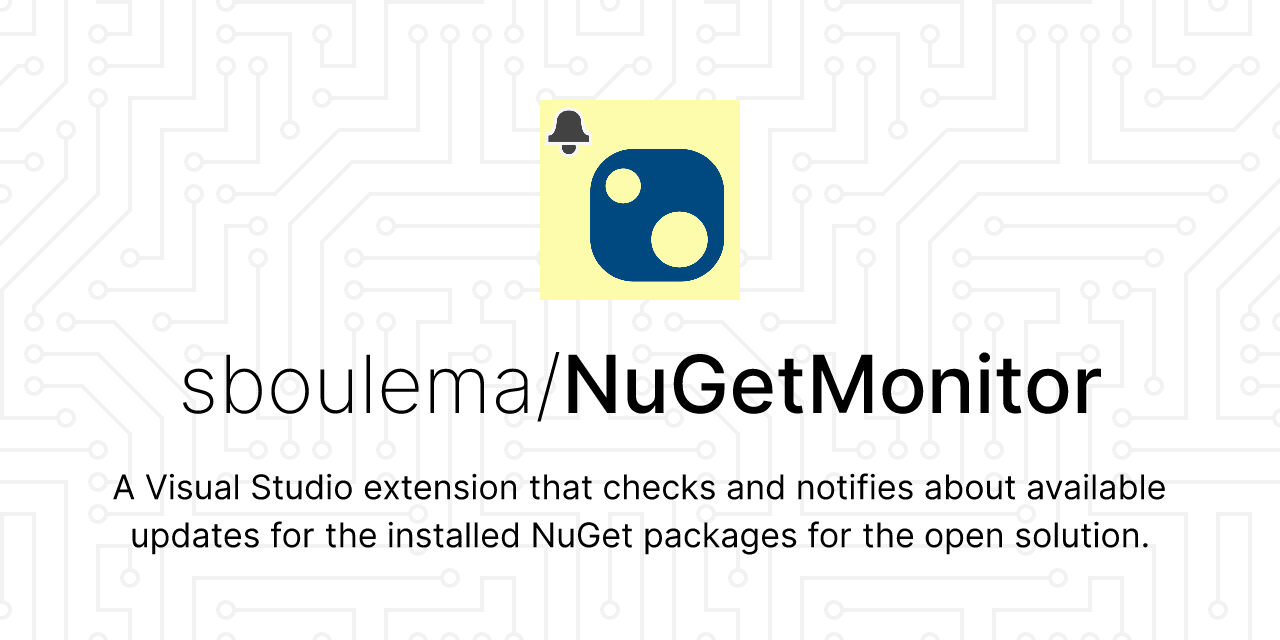 sboulema/NuGetMonitor
A Visual Studio extension that checks and notifies about available
updates for the installed NuGet packages for the open solution.